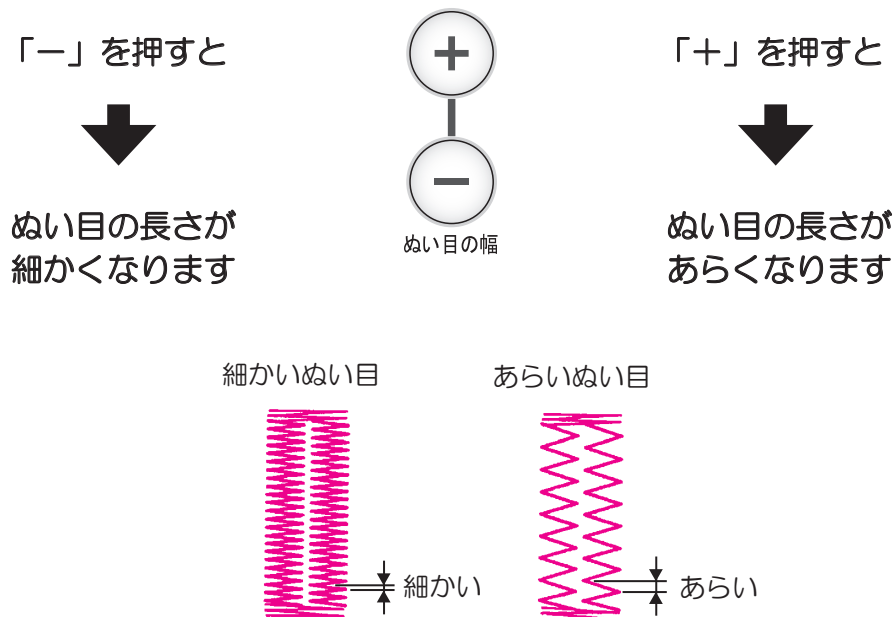 「－」を押すと
ぬい目の長さが
細かくなります
＋
－
ぬい目の幅
「＋」を押すと
ぬい目の長さが
あらくなります
細かいぬい目
あらいぬい目
細かい
あらい